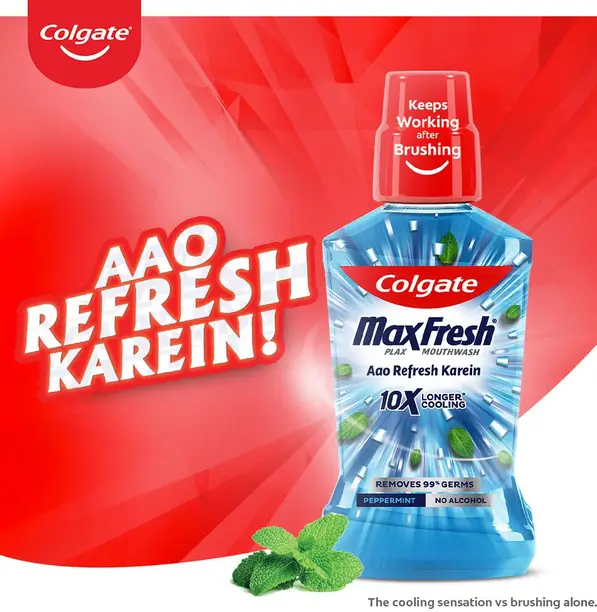 Colgate®
AAO
REFRESH
KAREIN!
Keeps
Working
after
Brushing
Colgate
MaxFresh®
PLAX MOUTHWASH
Aao Refresh Karein
10X LONGER*
COOLING
REMOVES 99% GERMS
PEPPERMINT NO ALCOHOL
The cooling sensation vs brushing alone.